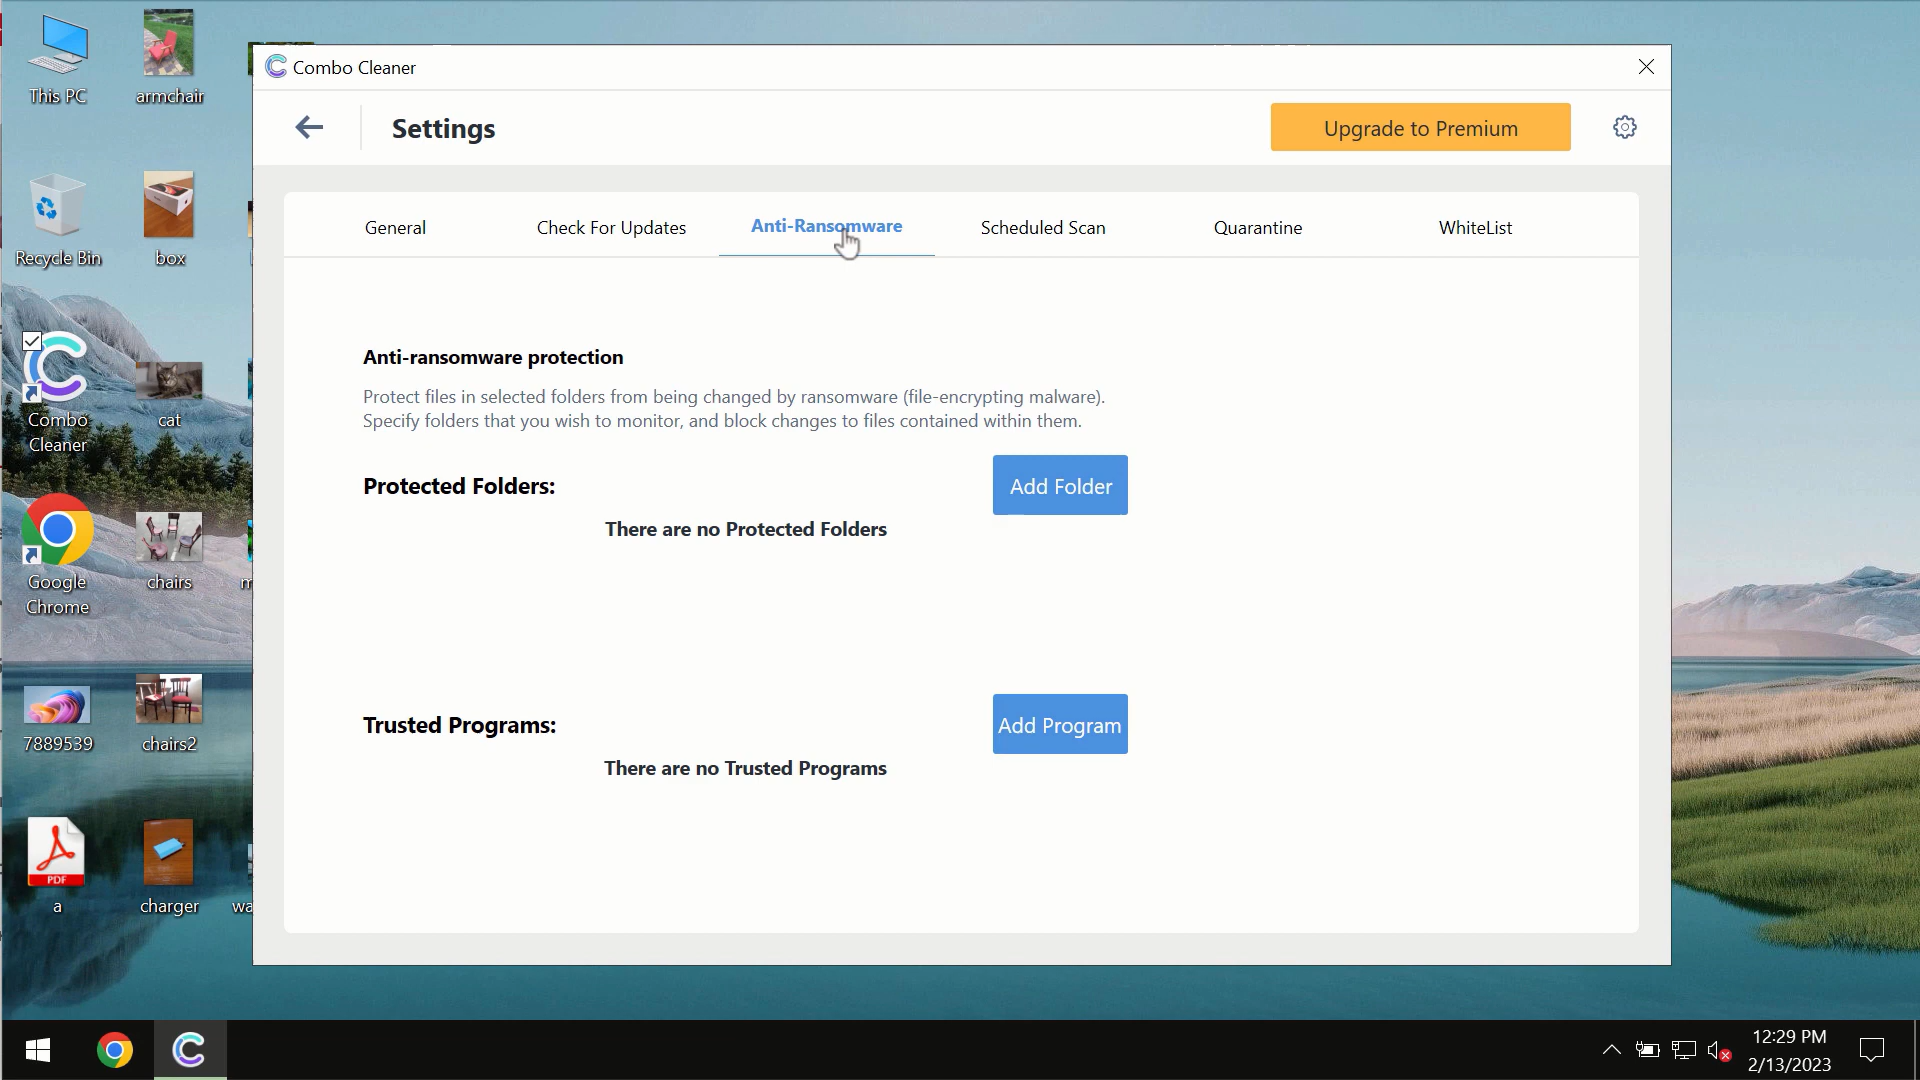 This PC
armchair
Recycle Bin
box
Combo
Cleaner
cat
Google
Chrome
chairs
m
7889539
chairs2
PDF
a
charger
wa
Combo Cleaner
Settings
Upgrade to Premium
General
Check For Updates
Anti-Ransomware
Scheduled Scan
Quarantine
WhiteList
Anti-ransomware protection
Protect files in selected folders from being changed by ransomware (file-encrypting malware).
Specify folders that you wish to monitor, and block changes to files contained within them.
Protected Folders:
Add Folder
There are no Protected Folders
Trusted Programs:
Add Program
There are no Trusted Programs
12:29 PM
2/13/2023